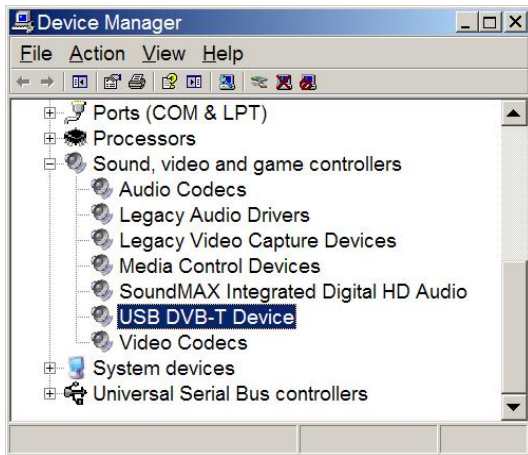 Device Manager
File Action View Help
Ports (COM & LPT)
Processors
Sound, video and game controllers
Audio Codecs
Legacy Audio Drivers
Legacy Video Capture Devices
Media Control Devices
SoundMAX Integrated Digital HD Audio
USB DVB-T Device
Video Codecs
System devices
Universal Serial Bus controllers